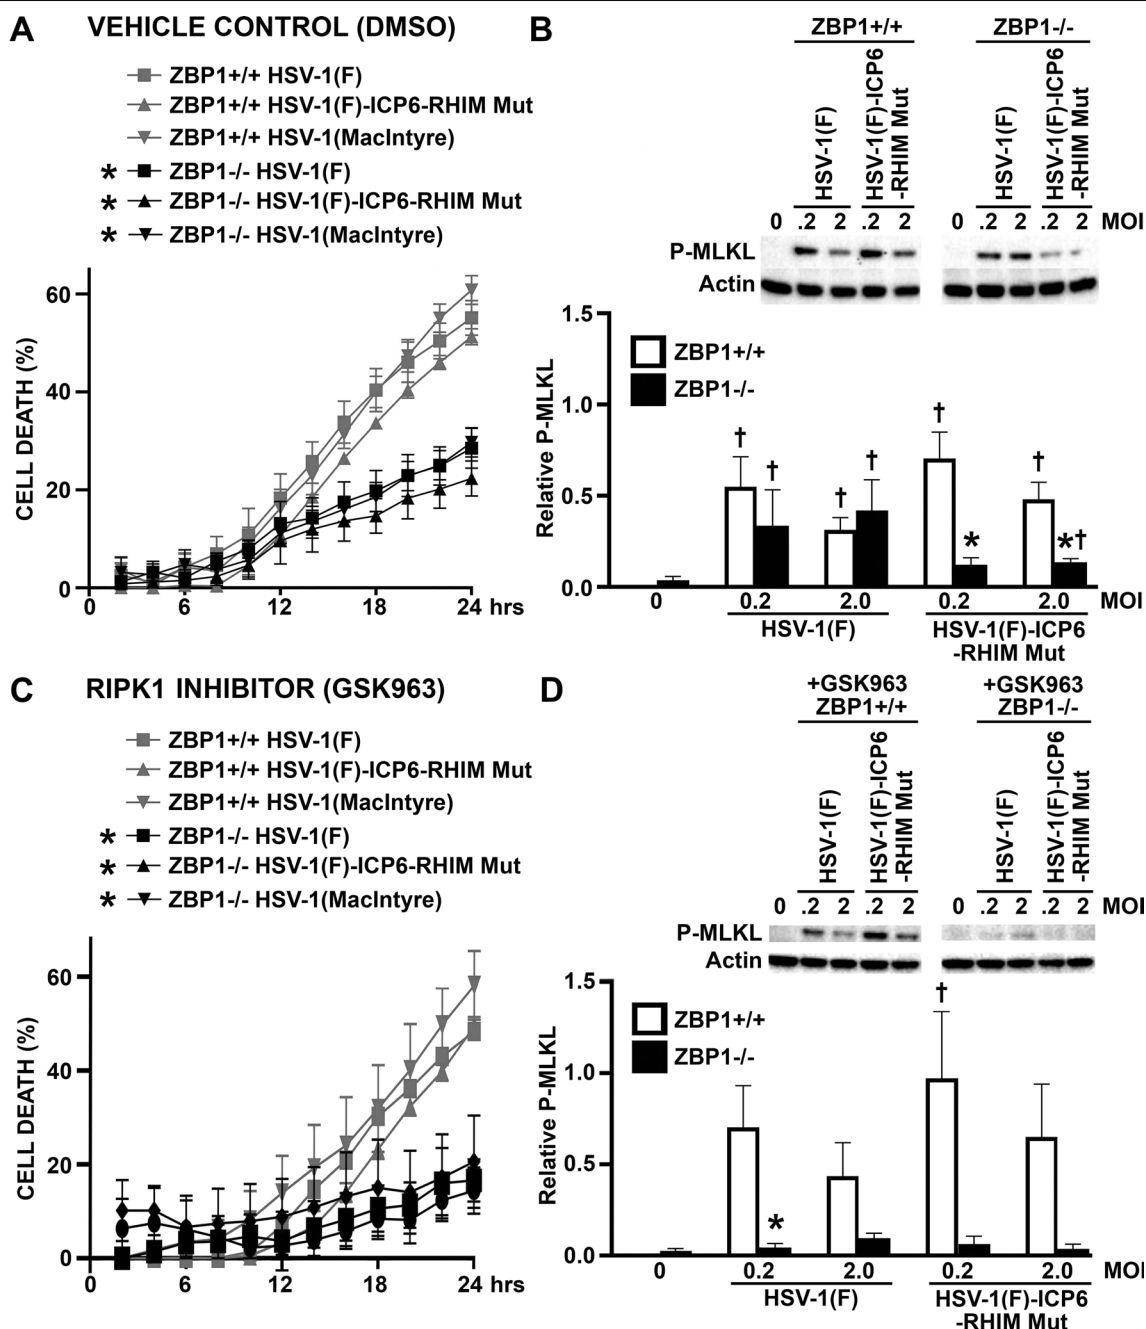 A
VEHICLE CONTROL (DMSO)
ZBP1+/+ HSV-1(F)
ZBP1+/+ HSV-1(F)-ICP6-RHIM Mut
ZBP1+/+ HSV-1(MacIntyre)
* ZBP1-/- HSV-1(F)
* ZBP1-/- HSV-1(F)-ICP6-RHIM Mut
* ZBP1-/- HSV-1(MacIntyre)
CELL DEATH (%)
60
40
20
0
0 6 12 18 24 hrs
B
ZBP1+/+ ZBP1-/-
HSV-1(F)
HSV-1(F)-ICP6
-RHIM Mut
HSV-1(F)
HSV-1(F)-ICP6
-RHIM Mut
0 .2 2 .2 2 0 .2 2 .2 2 MOI
P-MLKL
Actin
Relative P-MLKL
1.5
1.0
0.5
0.0
ZBP1+/+
ZBP1-/-
† † † † † * † *†
0 0.2 2.0 0.2 2.0 MOI
HSV-1(F) HSV-1(F)-ICP6
-RHIM Mut
C
RIPK1 INHIBITOR (GSK963)
ZBP1+/+ HSV-1(F)
ZBP1+/+ HSV-1(F)-ICP6-RHIM Mut
ZBP1+/+ HSV-1(MacIntyre)
* ZBP1-/- HSV-1(F)
* ZBP1-/- HSV-1(F)-ICP6-RHIM Mut
* ZBP1-/- HSV-1(MacIntyre)
CELL DEATH (%)
60
40
20
0
0 6 12 18 24 hrs
D
+GSK963 +GSK963
ZBP1+/+ ZBP1-/-
HSV-1(F)
HSV-1(F)-ICP6
-RHIM Mut
HSV-1(F)
HSV-1(F)-ICP6
-RHIM Mut
0 .2 2 .2 2 0 .2 2 .2 2 MOI
P-MLKL
Actin
Relative P-MLKL
1.5
1.0
0.5
0.0
ZBP1+/+
ZBP1-/-
* †
0 0.2 2.0 0.2 2.0 MOI
HSV-1(F) HSV-1(F)-ICP6
-RHIM Mut